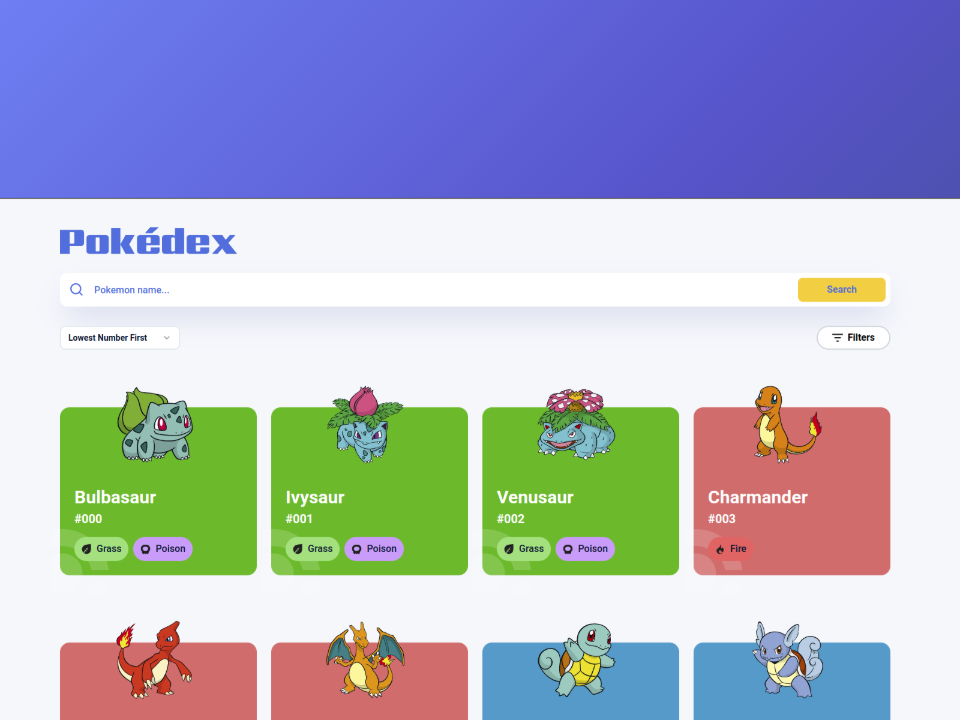 Pokédex
Pokemon name...
Search
Lowest Number First
Filters
Bulbasaur
#000
Grass
Poison
Ivysaur
#001
Grass
Poison
Venusaur
#002
Grass
Poison
Charmander
#003
Fire